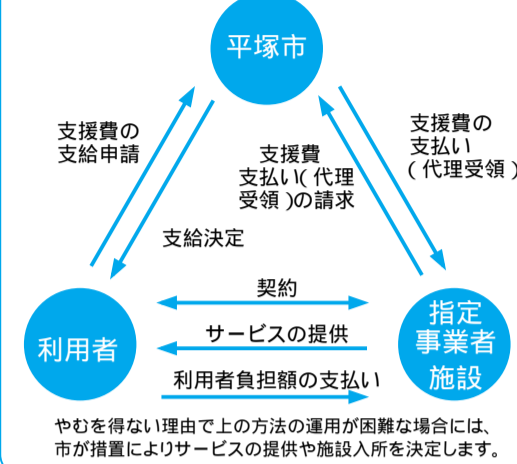 平塚市
支援費の
支給申請
支給決定
支援費
支払い(代理
受領)の請求
支援費の
支払い
(代理受領)
利用者
契約
サービスの提供
利用者負担額の支払い
指定
事業者
施設
やむを得ない理由で上の方法の運用が困難な場合には、
市が措置によりサービスの提供や施設入所を決定します。